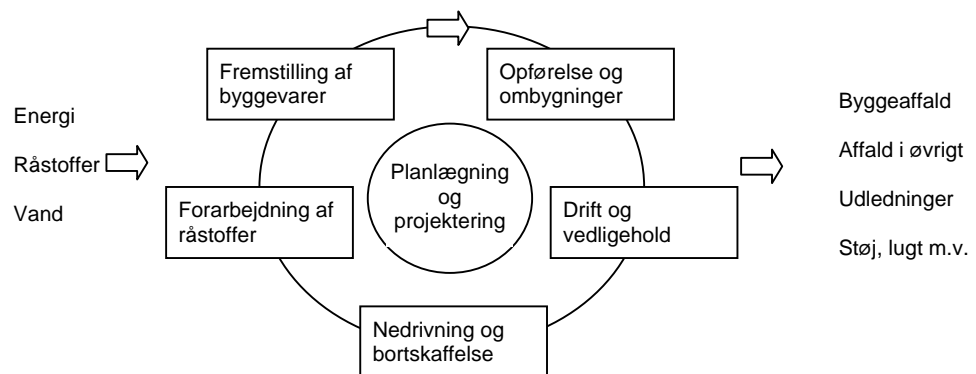 Energi
Råstoffer
Vand
Fremstilling af
byggevarer
Opførelse og
ombygninger
Forarbejdning af
råstoffer
Planlægning
og
projektering
Drift og
vedligehold
Nedrivning og
bortskaffelse
Byggeaffald
Affald i øvrigt
Udledninger
Støj, lugt m.v.